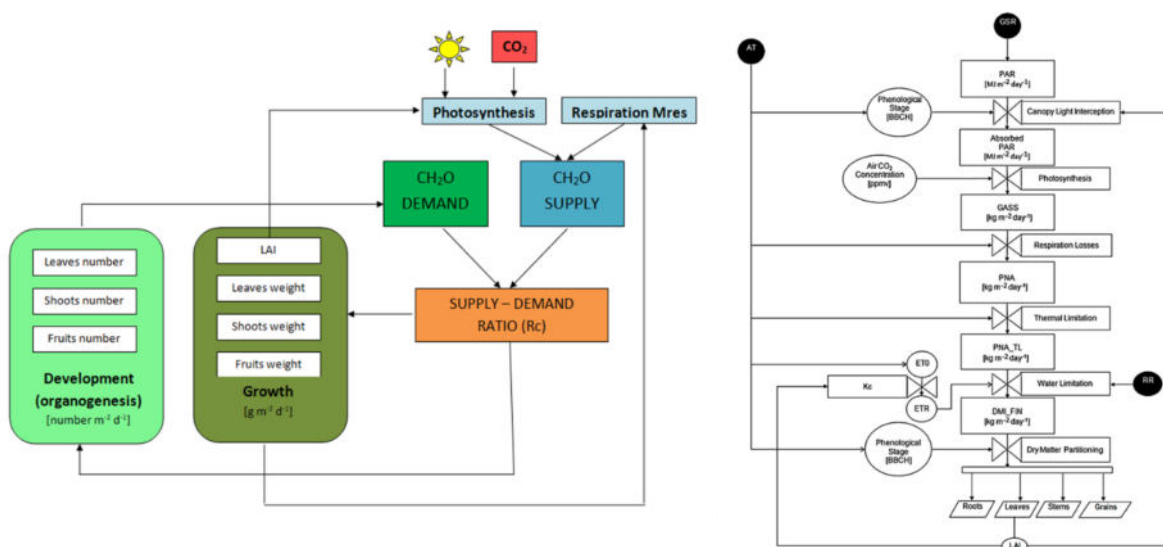 CO₂
Photosynthesis
Respiration Mres
CH₂O
DEMAND
CH₂O
SUPPLY
Leaves number
Shoots number
Fruits number
Development
(organogenesis)
[number m⁻² d⁻¹]
LAI
Leaves weight
Shoots weight
Fruits weight
Growth
[g m⁻² d⁻¹]
SUPPLY – DEMAND
RATIO (Rc)
AT
GSR
PAR
[MJ m⁻² day⁻¹]
Phenological
Stage
[BBCH]
Canopy Light Interception
Absorbed
PAR
[MJ m⁻² day⁻¹]
Air CO₂
Concentration
[ppmv]
Photosynthesis
GASS
[kg m⁻² day⁻¹]
Respiration Losses
PNA
[kg m⁻² day⁻¹]
Thermal Limitation
PNA_TL
[kg m⁻² day⁻¹]
ET0
Kc
ETR
Water Limitation
RR
DMI_FIN
[kg m⁻² day⁻¹]
Phenological
Stage
[BBCH]
Dry Matter Partitioning
Roots
Leaves
Stems
Grains
LAI